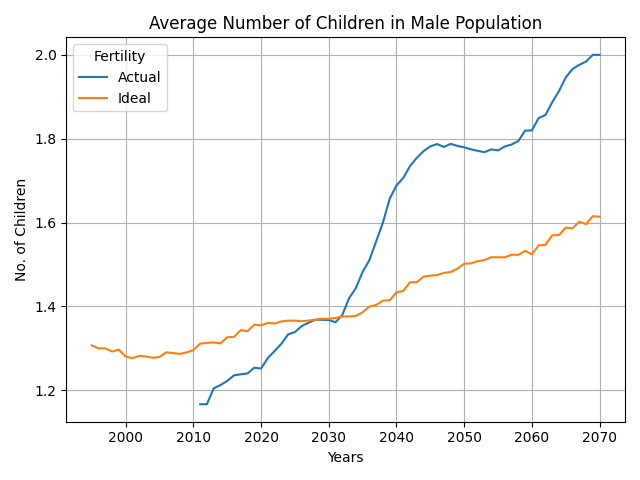 Average Number of Children in Male Population
Fertility
Actual
Ideal
2.0
1.8
1.6
1.4
1.2
No. of Children
2000 2010 2020 2030 2040 2050 2060 2070
Years